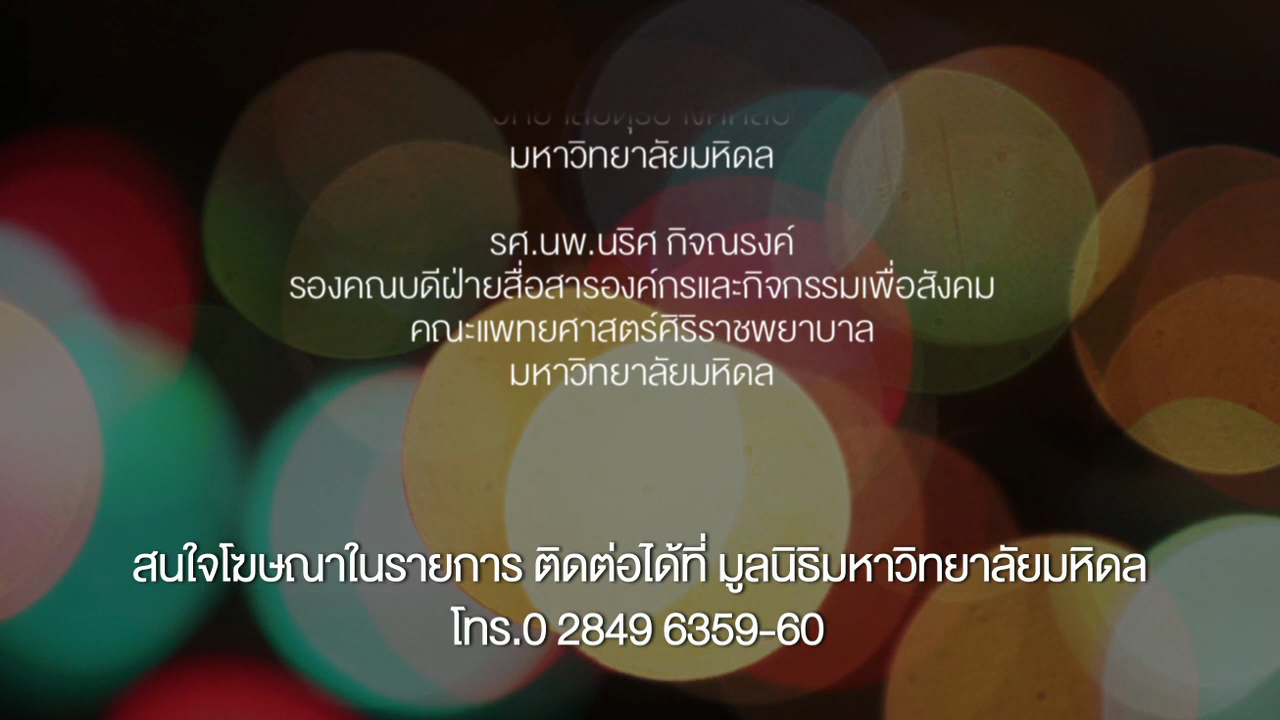 มหาวิทยาลัยมหิดล
รศ.นพ.นริศ กิจณรงค์
รองคณบดีฝ่ายสื่อสารองค์กรและกิจกรรมเพื่อสังคม
คณะแพทยศาสตร์ศิริราชพยาบาล
มหาวิทยาลัยมหิดล
สนใจโฆษณาในรายการ ติดต่อได้ที่ มูลนิธิมหาวิทยาลัยมหิดล
โทร.0 2849 6359-60